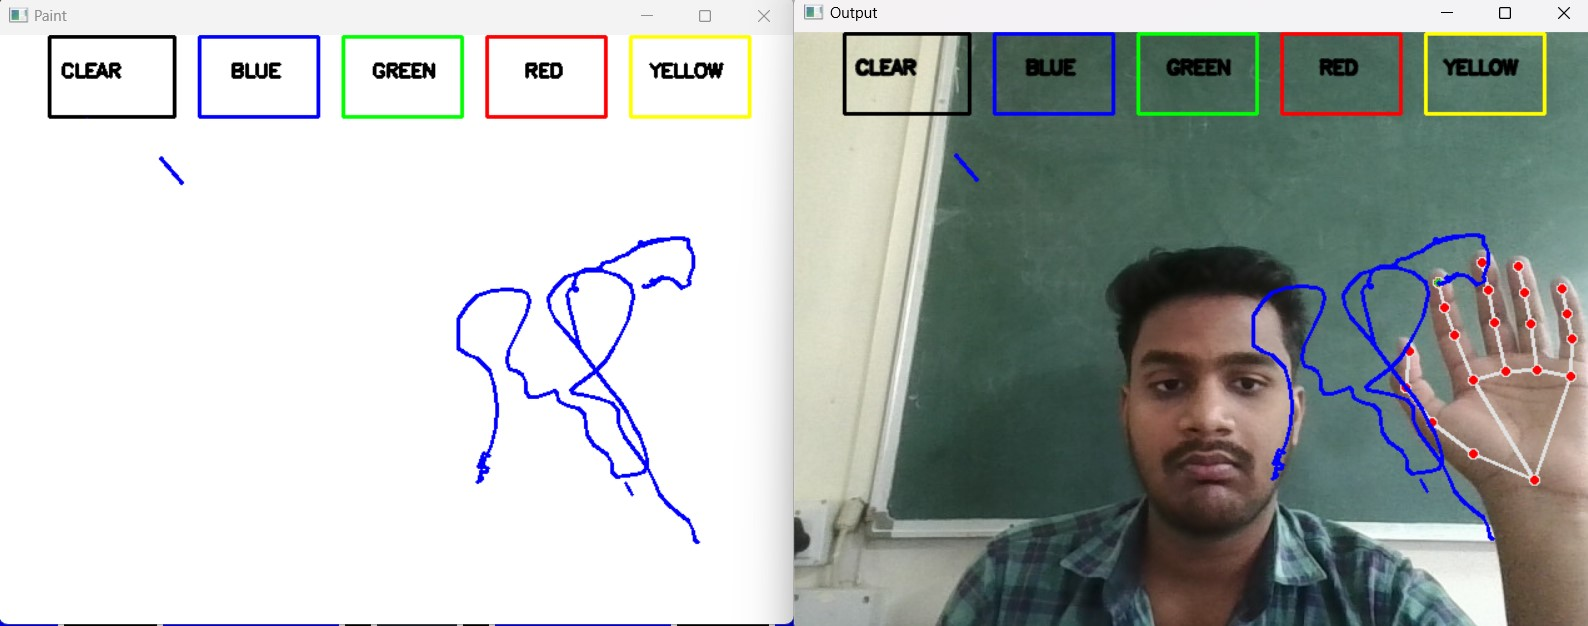 Paint
Output
CLEAR BLUE GREEN RED YELLOW
CLEAR BLUE GREEN RED YELLOW